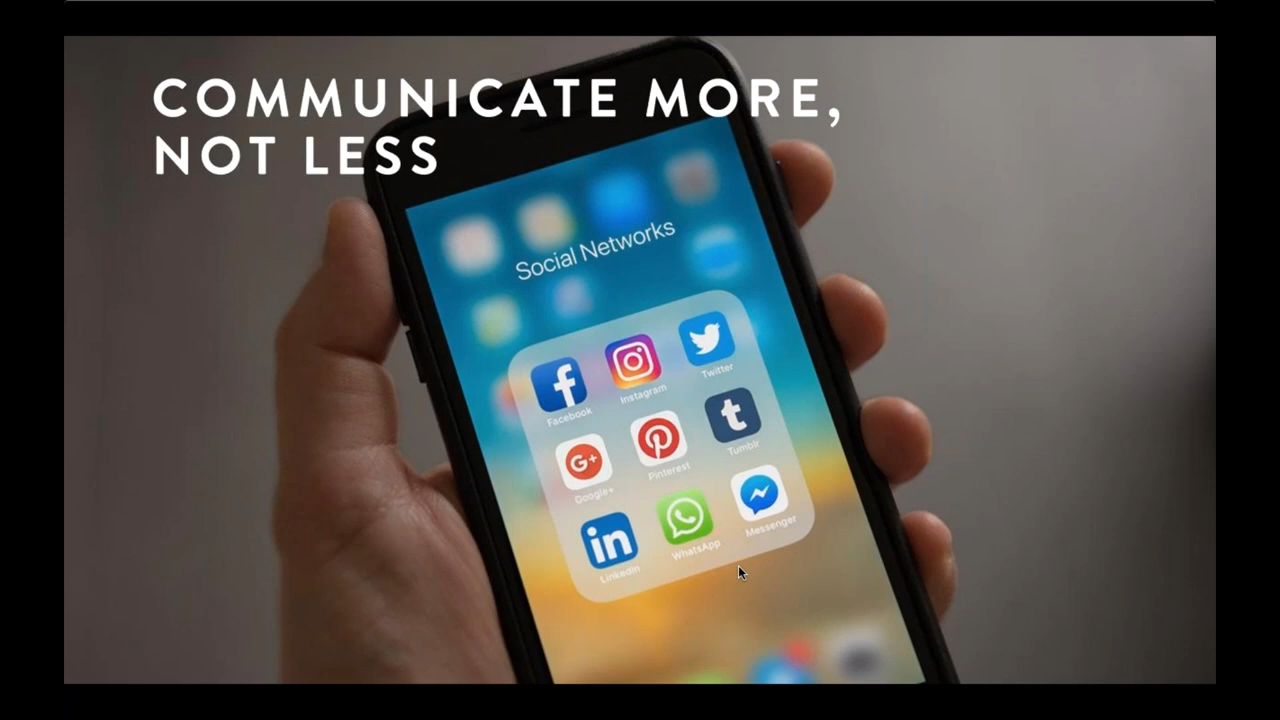 COMMUNICATE MORE,
NOT LESS
Social Networks
Facebook
Instagram
Twitter
Google+
Pinterest
Tumblr
LinkedIn
WhatsApp
Messenger